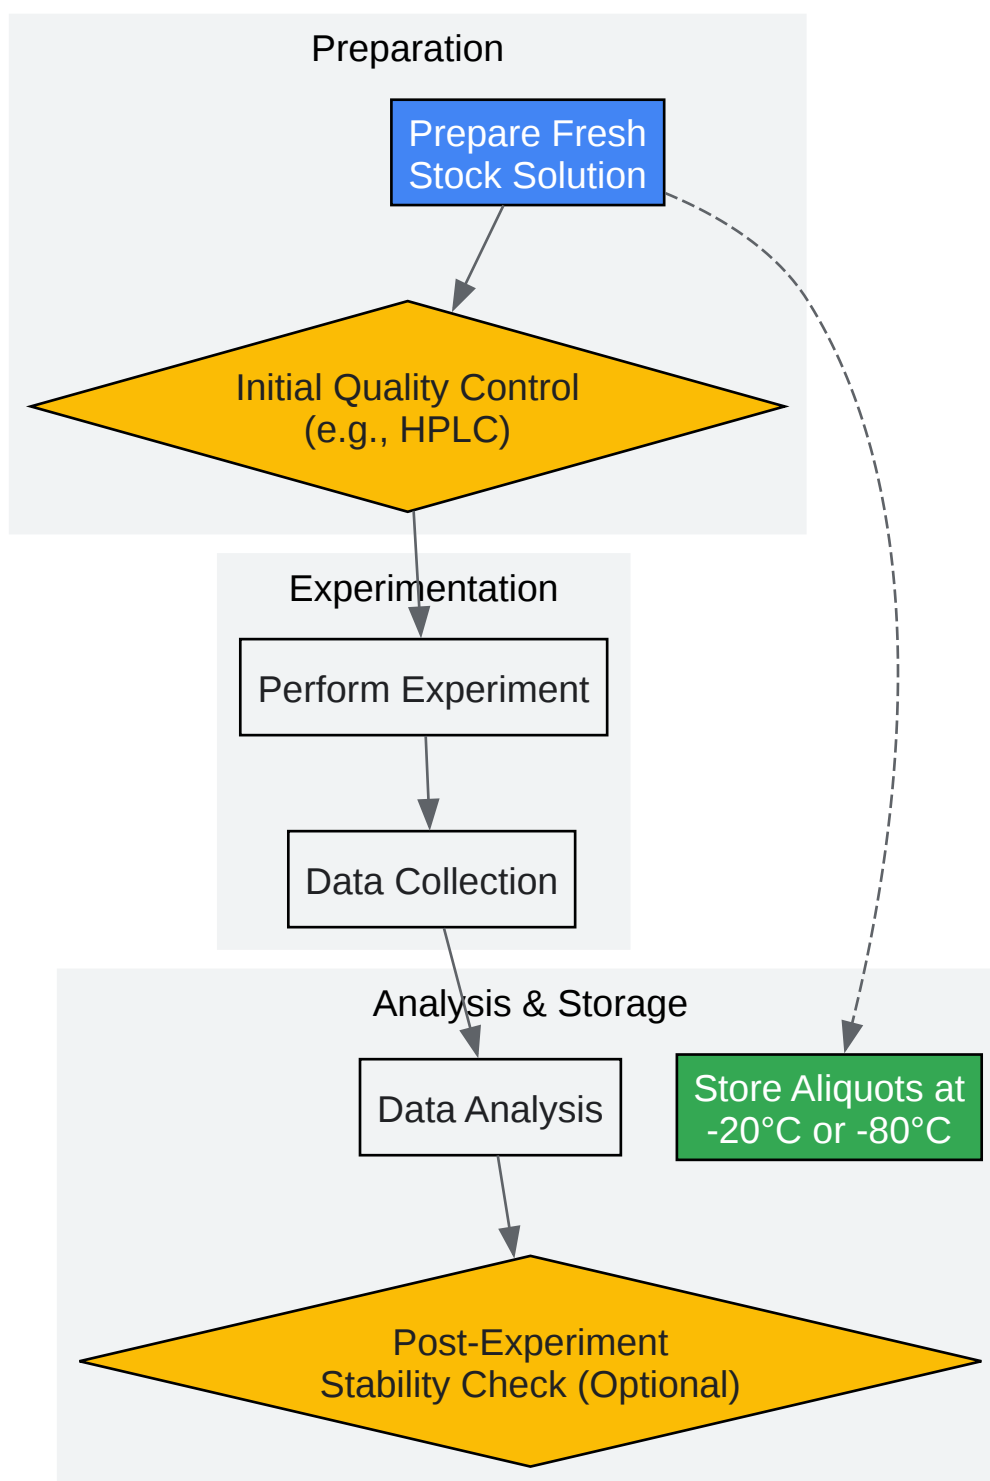 Preparation
Prepare Fresh
Stock Solution
Initial Quality Control
(e.g., HPLC)
Experimentation
Perform Experiment
Data Collection
Analysis & Storage
Data Analysis
Store Aliquots at
-20°C or -80°C
Post-Experiment
Stability Check (Optional)